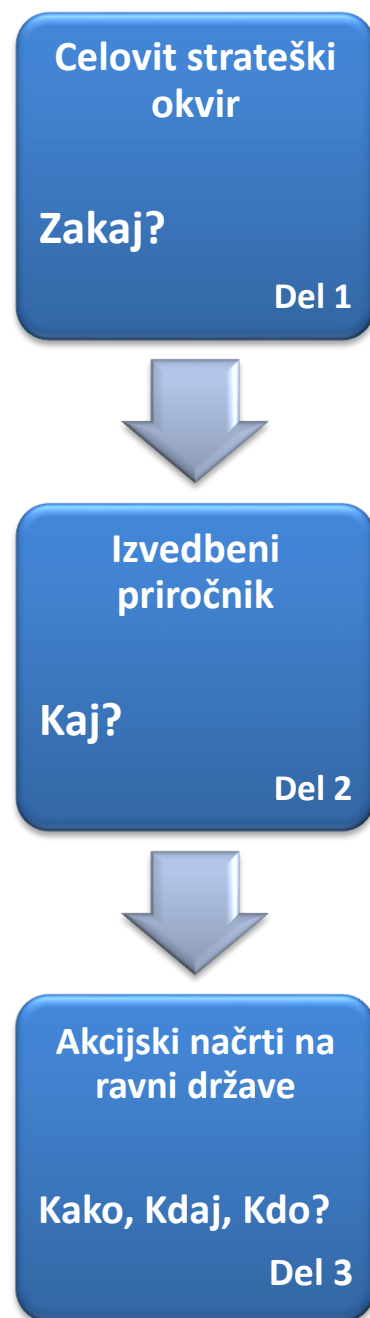 Celovit strateški
okvir
Zakaj?
Del 1
Izvedbeni
priročnik
Kaj?
Del 2
Akcijski načrti na
ravni države
Kako, Kdaj, Kdo?
Del 3